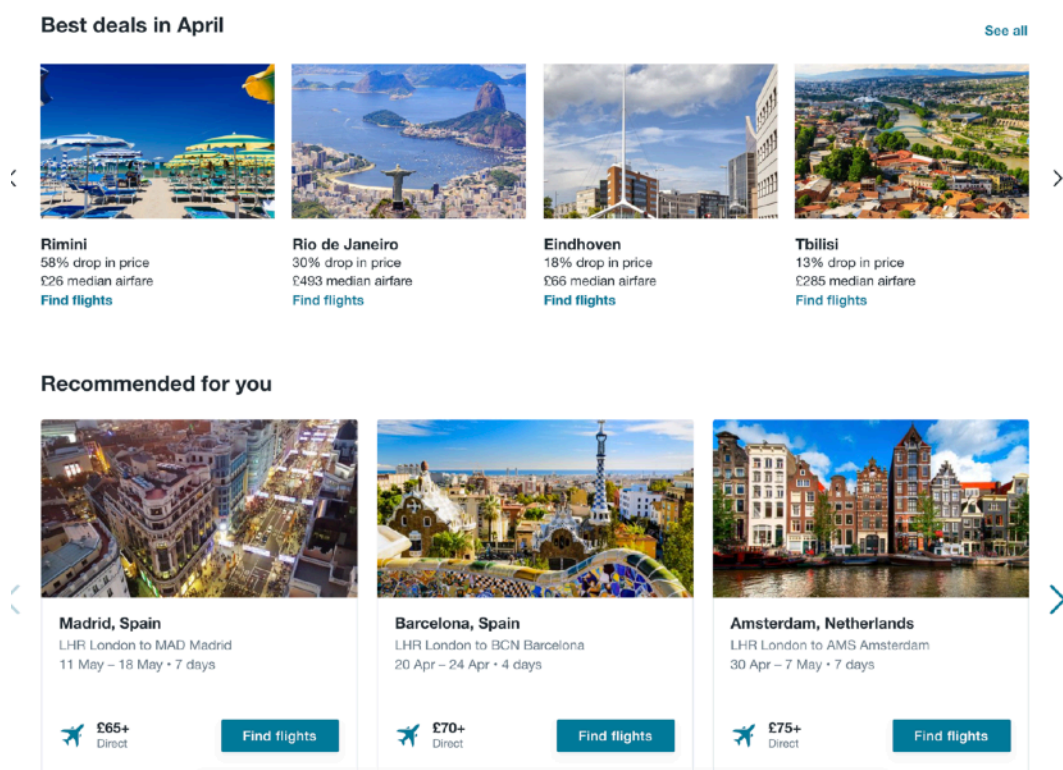 Best deals in April
See all
Rimini
58% drop in price
£26 median airfare
Find flights
Rio de Janeiro
30% drop in price
£493 median airfare
Find flights
Eindhoven
18% drop in price
£66 median airfare
Find flights
Tbilisi
13% drop in price
£285 median airfare
Find flights
Recommended for you
Madrid, Spain
LHR London to MAD Madrid
11 May – 18 May • 7 days
£65+
Direct
Find flights
Barcelona, Spain
LHR London to BCN Barcelona
20 Apr – 24 Apr • 4 days
£70+
Direct
Find flights
Amsterdam, Netherlands
LHR London to AMS Amsterdam
30 Apr – 7 May • 7 days
£75+
Direct
Find flights